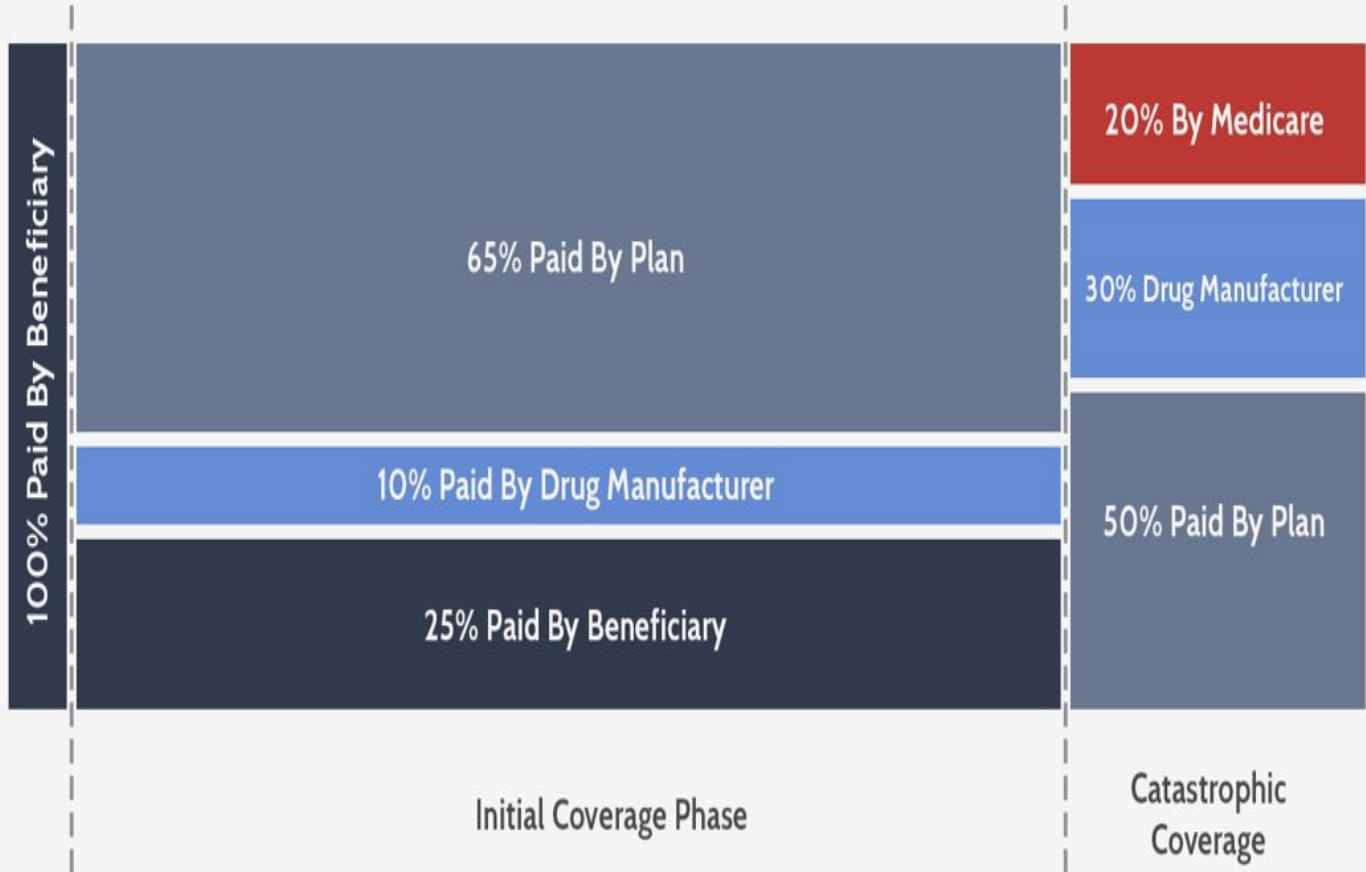 100% Paid By Beneficiary
65% Paid By Plan
10% Paid By Drug Manufacturer
25% Paid By Beneficiary
20% By Medicare
30% Drug Manufacturer
50% Paid By Plan
Initial Coverage Phase
Catastrophic
Coverage